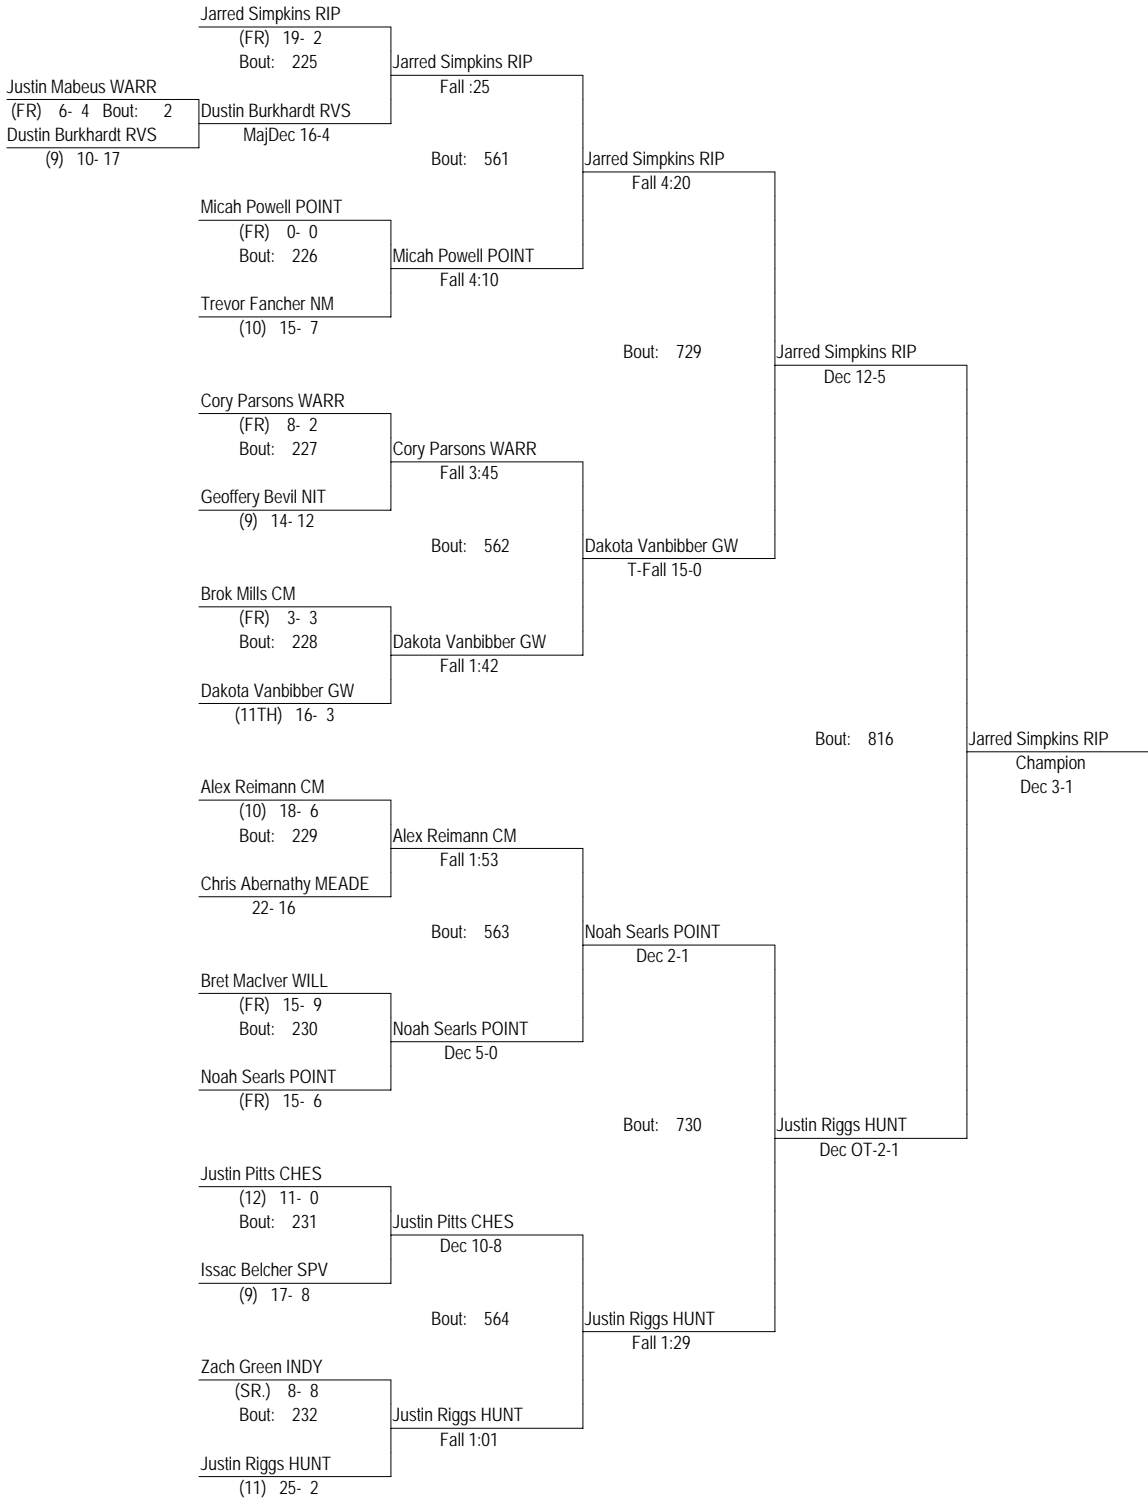 Jarred Simpkins RIP
(FR) 19- 2
Bout: 225
Jarred Simpkins RIP
Fall :25
Justin Mabeus WARR
(FR) 6- 4 Bout: 2
Dustin Burkhardt RVS
MajDec 16-4
Dustin Burkhardt RVS
(9) 10- 17
Bout: 561
Jarred Simpkins RIP
Fall 4:20
Micah Powell POINT
(FR) 0- 0
Bout: 226
Micah Powell POINT
Fall 4:10
Trevor Fancher NM
(10) 15- 7
Bout: 729
Jarred Simpkins RIP
Dec 12-5
Cory Parsons WARR
(FR) 8- 2
Bout: 227
Cory Parsons WARR
Fall 3:45
Geoffery Bevil NIT
(9) 14- 12
Bout: 562
Dakota Vanbibber GW
T-Fall 15-0
Brok Mills CM
(FR) 3- 3
Bout: 228
Dakota Vanbibber GW
Fall 1:42
Dakota Vanbibber GW
(11TH) 16- 3
Bout: 816
Jarred Simpkins RIP
Champion
Dec 3-1
Alex Reimann CM
(10) 18- 6
Bout: 229
Alex Reimann CM
Fall 1:53
Chris Abernathy MEADE
22- 16
Bout: 563
Noah Searls POINT
Dec 2-1
Bret MacIver WILL
(FR) 15- 9
Bout: 230
Noah Searls POINT
Dec 5-0
Noah Searls POINT
(FR) 15- 6
Bout: 730
Justin Riggs HUNT
Dec OT-2-1
Justin Pitts CHES
(12) 11- 0
Bout: 231
Justin Pitts CHES
Dec 10-8
Issac Belcher SPV
(9) 17- 8
Bout: 564
Justin Riggs HUNT
Fall 1:29
Zach Green INDY
(SR.) 8- 8
Bout: 232
Justin Riggs HUNT
Fall 1:01
Justin Riggs HUNT
(11) 25- 2